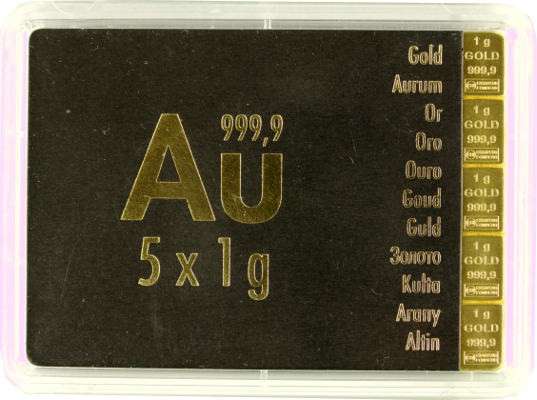 999,9
Aü
5 x 1g
Gold
Aurum
Or
Oro
Ouro
Goud
Guld
Золото
Kulta
Arany
Altin
1 g
GOLD
999,9
1 g
GOLD
999,9
1 g
GOLD
999,9
1 g
GOLD
999,9
1 g
GOLD
999,9